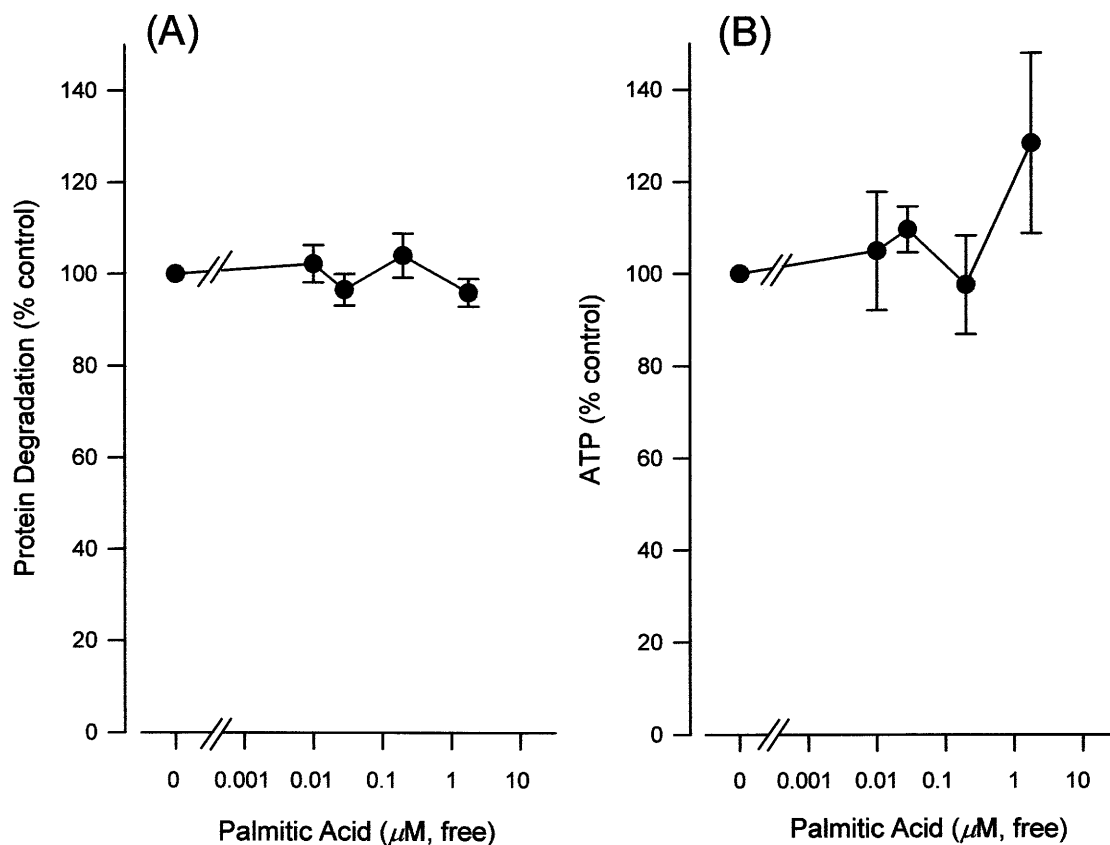 (A)
Protein Degradation (% control)
140
120
100
80
60
40
20
0
0 0.001 0.01 0.1 1 10
Palmitic Acid (μM, free)
(B)
ATP (% control)
140
120
100
80
60
40
20
0
0 0.001 0.01 0.1 1 10
Palmitic Acid (μM, free)